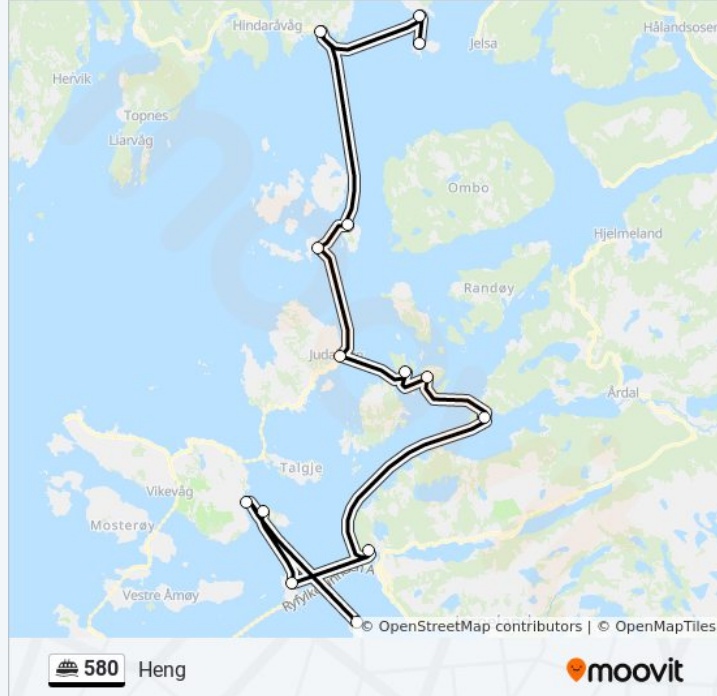 Hindaråvåg
Jelsa
Hålandsosen
Hervik
Topnes
Liarvåg
Ombo
Hjelmeland
Randøy
Årdal
Talgje
Vikevåg
Mosterøy
Vestre Åmøy
© OpenStreetMap contributors | © OpenMapTiles
580 Heng
moovit